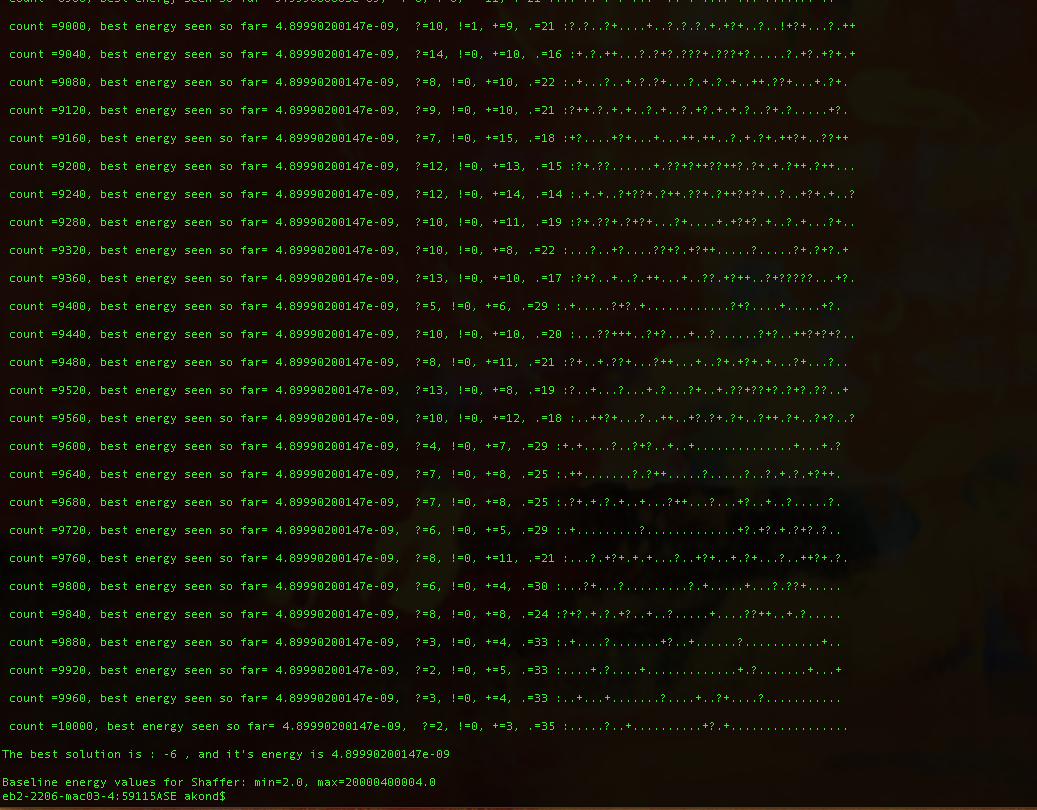 count =9000, best energy seen so far= 4.89990200147e-09,  ?=10, !=1, +=9, .=21 :?.?..?+....+..?.?.?.+.+?+..?..!+?+...?.++
count =9040, best energy seen so far= 4.89990200147e-09,  ?=14, !=0, +=10, .=16 :+.?.++...?.?+?.???+.???+?.....?.+?.+?+.+
count =9080, best energy seen so far= 4.89990200147e-09,  ?=8, !=0, +=10, .=22 :+...?..+.?.?+...?.+..+..++.??+...+.?+.
count =9120, best energy seen so far= 4.89990200147e-09,  ?=9, !=0, +=10, .=21 :?++.?.+..+.?..+.?.+?.+.+..?+.?.....+?.
count =9160, best energy seen so far= 4.89990200147e-09,  ?=7, !=0, +=15, .=18 :+?....+?+...+...++.++..?.+.?+.++?+..??++
count =9200, best energy seen so far= 4.89990200147e-09,  ?=12, !=0, +=13, .=15 :?+.??......+.??+?++??++?.?+.+.?++.?++...
count =9240, best energy seen so far= 4.89990200147e-09,  ?=12, !=0, +=14, .=14 :.+.+..?+??+.?++.??+.?++?+?+..?..+?+.+..?
count =9280, best energy seen so far= 4.89990200147e-09,  ?=10, !=0, +=11, .=19 :?+.??+.?+?+...?+....+.+?+?.+..?.+...?+..
count =9320, best energy seen so far= 4.89990200147e-09,  ?=10, !=0, +=8, .=22 :...?..+?....??+?.+?++.....?.....?+.?+?.+
count =9360, best energy seen so far= 4.89990200147e-09,  ?=13, !=0, +=10, .=17 :?+?..+..?.++...+..??.+?++..?+?????...+?.
count =9400, best energy seen so far= 4.89990200147e-09,  ?=5, !=0, +=6, .=29 :.+.....?+?.+............?+?....+.....+?.
count =9440, best energy seen so far= 4.89990200147e-09,  ?=10, !=0, +=10, .=20 :...??+++..?+?...+..?......?+?..++?+?+?..
count =9480, best energy seen so far= 4.89990200147e-09,  ?=8, !=0, +=11, .=21 :?+..+.??+...?++...+..?+.+?+.+...?+...?..
count =9520, best energy seen so far= 4.89990200147e-09,  ?=13, !=0, +=8, .=19 :?..+...?...+.?...?+..+.??+??+?.?+?.??..+
count =9560, best energy seen so far= 4.89990200147e-09,  ?=10, !=0, +=12, .=18 :..++?+...?..++...+?.?+.?+..?++.?+..?+?..?
count =9600, best energy seen so far= 4.89990200147e-09,  ?=4, !=0, +=7, .=29 :+.+....?..?+?..+..+..............+...+.?
count =9640, best energy seen so far= 4.89990200147e-09,  ?=7, !=0, +=8, .=25 :.++.......?.?++.....?.....?..?.+.?.+?++.
count =9680, best energy seen so far= 4.89990200147e-09,  ?=7, !=0, +=8, .=25 :.?+.+.?.+...+...?++...?...+?..+..?.....?.
count =9720, best energy seen so far= 4.89990200147e-09,  ?=6, !=0, +=5, .=29 :.+.........?.............+?.+?.+.?+?.?..
count =9760, best energy seen so far= 4.89990200147e-09,  ?=8, !=0, +=11, .=21 :...?.+?+.+.+...?..+?+..+.?+...?..++?+.?.
count =9800, best energy seen so far= 4.89990200147e-09,  ?=6, !=0, +=4, .=30 :...?+...?.........?.+.....+...?.??+.....
count =9840, best energy seen so far= 4.89990200147e-09,  ?=8, !=0, +=8, .=24 :??+?.+.?.+?..+..?.....+....??++..+.?.....
count =9880, best energy seen so far= 4.89990200147e-09,  ?=3, !=0, +=4, .=33 :.+....?.......+?..+......?...........+..
count =9920, best energy seen so far= 4.89990200147e-09,  ?=2, !=0, +=5, .=33 :....+.?......+................+.?.......+...+
count =9960, best energy seen so far= 4.89990200147e-09,  ?=3, !=0, +=4, .=33 :..+...+.......?....+..?+....?...........
count =10000, best energy seen so far= 4.89990200147e-09,  ?=2, !=0, +=3, .=35 :.....?..+..........+?.+................
The best solution is : -6 , and it's energy is 4.89990200147e-09
Baseline energy values for Shaffer: min=2.0, max=20000400004.0
eb2-2206-mac03-4:59115ASE akond$